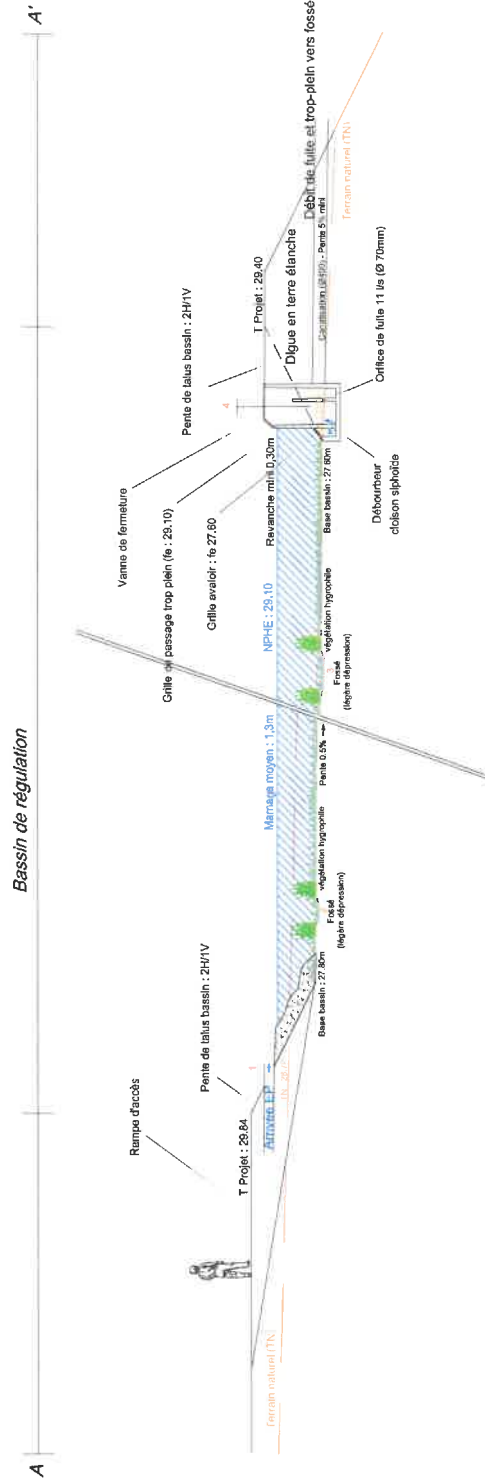 A
Bassin de régulation
A'
Rampe d'accès
Pente de talus bassin : 2H/1V
T Projet : 29.84
Arrivée EP
1
Terrain naturel (TN)
Marnage moyen : 1,3m
NPHE : 29,10
Revanche mini 0,30m
Vanne de fermeture
Grille de passage trop plein (fe : 29,10)
Grille avaloir : fe 27.60
Pente de talus bassin : 2H/1V
4
T Projet : 29.40
Digue en terre étanche
Débit de fuite et trop-plein vers fossé
Pente 5% mini
Terrain naturel (TN)
Orifice de fuite 11 l/s (Ø 70mm)
Débourbeur
cloison siphoïde
Base bassin : 27.80m
végétation hygrophile
Fossé
(légère dépression)
Pente 0.5%
végétation hygrophile
3
Fossé
(légère dépression)
Base bassin : 27.60m